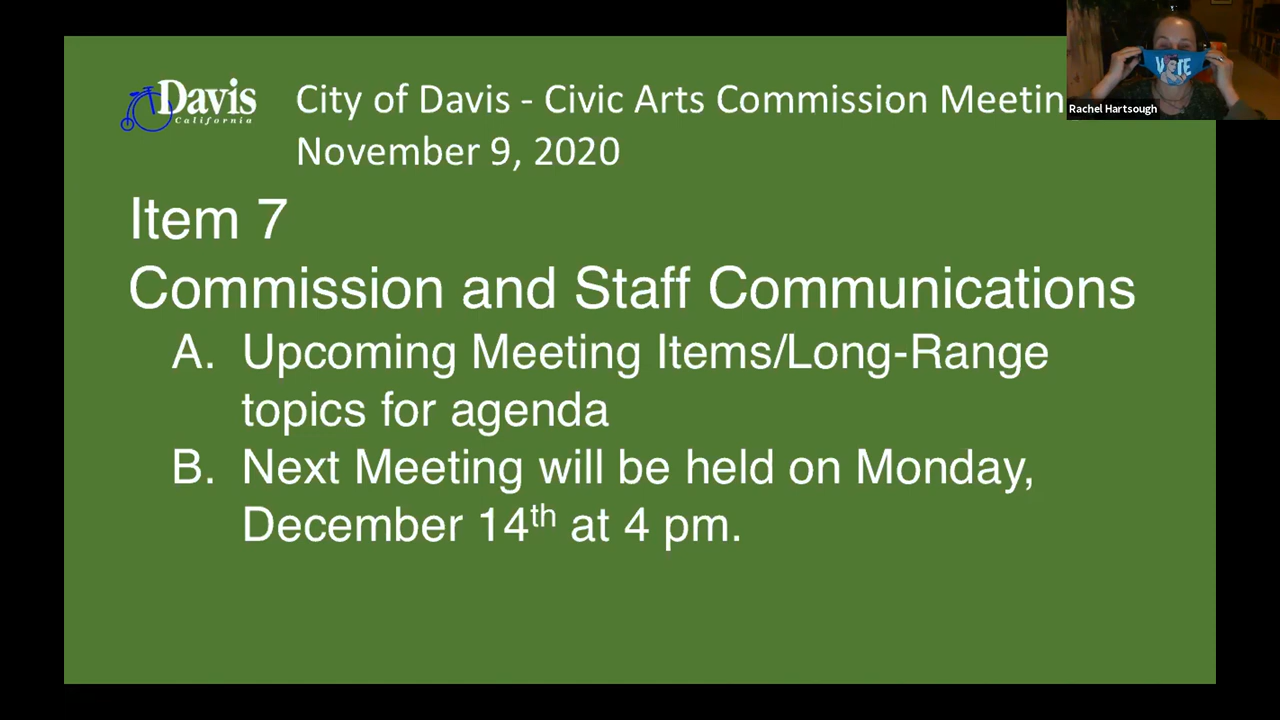 Davis
California
City of Davis - Civic Arts Commission Meetin
November 9, 2020
VOTE
Rachel Hartsough
Item 7
Commission and Staff Communications
A. Upcoming Meeting Items/Long-Range
topics for agenda
B. Next Meeting will be held on Monday,
December 14th at 4 pm.